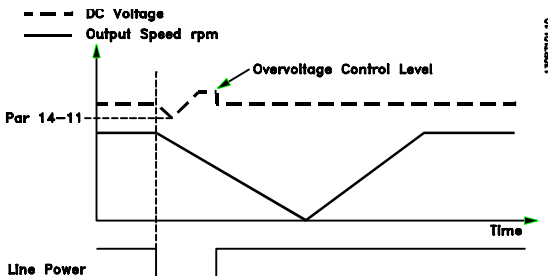 DC Voltage
Output Speed rpm
Overvoltage Control Level
Par 14-11
Time
Line Power